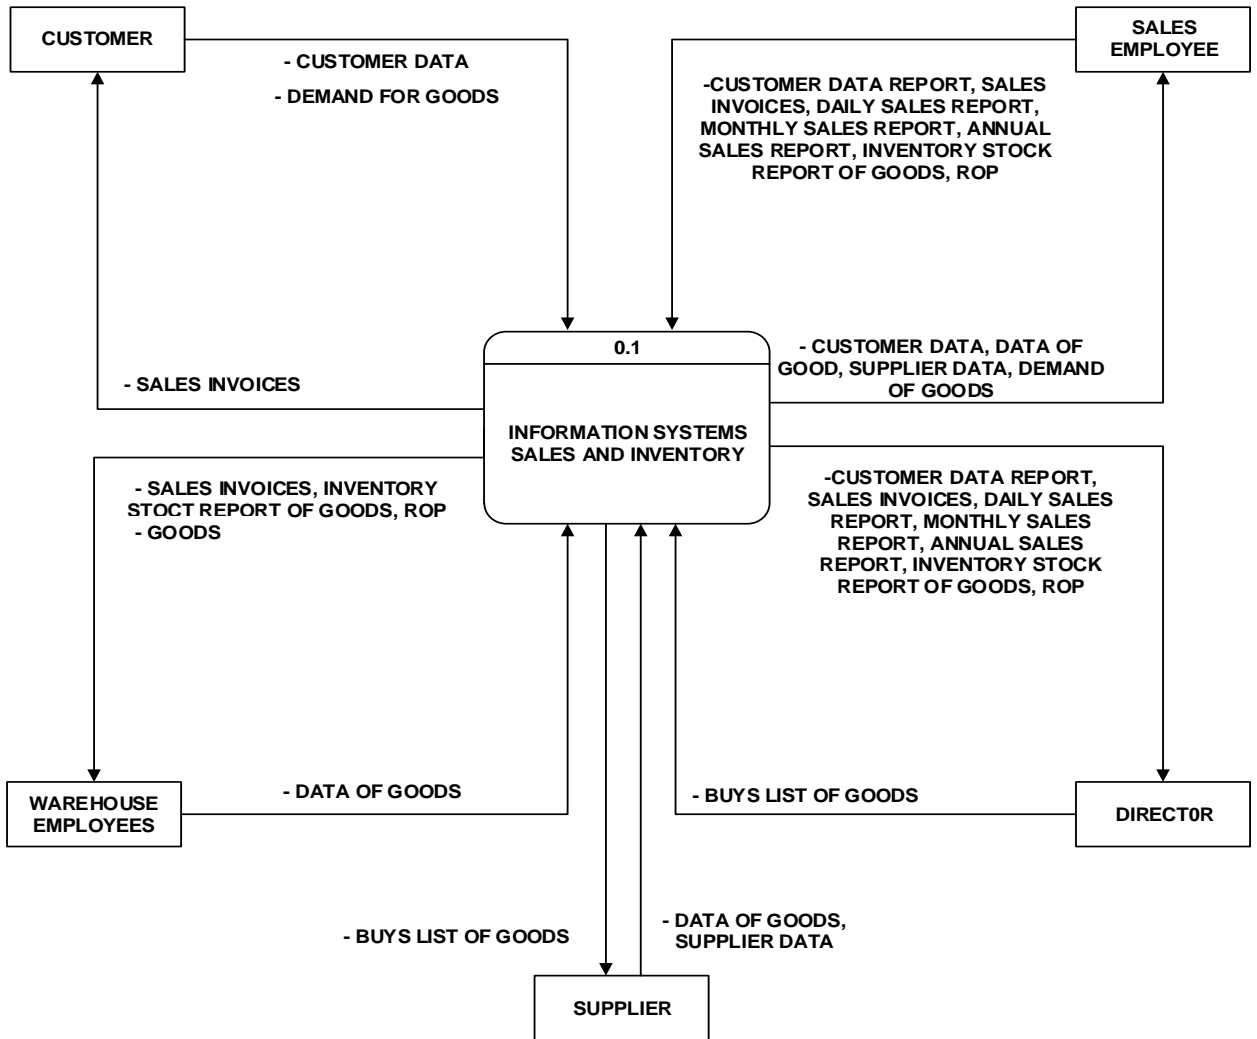 CUSTOMER
- CUSTOMER DATA
- DEMAND FOR GOODS
SALES
EMPLOYEE
-CUSTOMER DATA REPORT, SALES
INVOICES, DAILY SALES REPORT,
MONTHLY SALES REPORT, ANNUAL
SALES REPORT, INVENTORY STOCK
REPORT OF GOODS, ROP
0.1
INFORMATION SYSTEMS
SALES AND INVENTORY
- SALES INVOICES
- CUSTOMER DATA, DATA OF
GOOD, SUPPLIER DATA, DEMAND
OF GOODS
- SALES INVOICES, INVENTORY
STOCT REPORT OF GOODS, ROP
- GOODS
-CUSTOMER DATA REPORT,
SALES INVOICES, DAILY SALES
REPORT, MONTHLY SALES
REPORT, ANNUAL SALES
REPORT, INVENTORY STOCK
REPORT OF GOODS, ROP
WAREHOUSE
EMPLOYEES
- DATA OF GOODS
- BUYS LIST OF GOODS
DIRECT0R
- BUYS LIST OF GOODS
- DATA OF GOODS,
SUPPLIER DATA
SUPPLIER